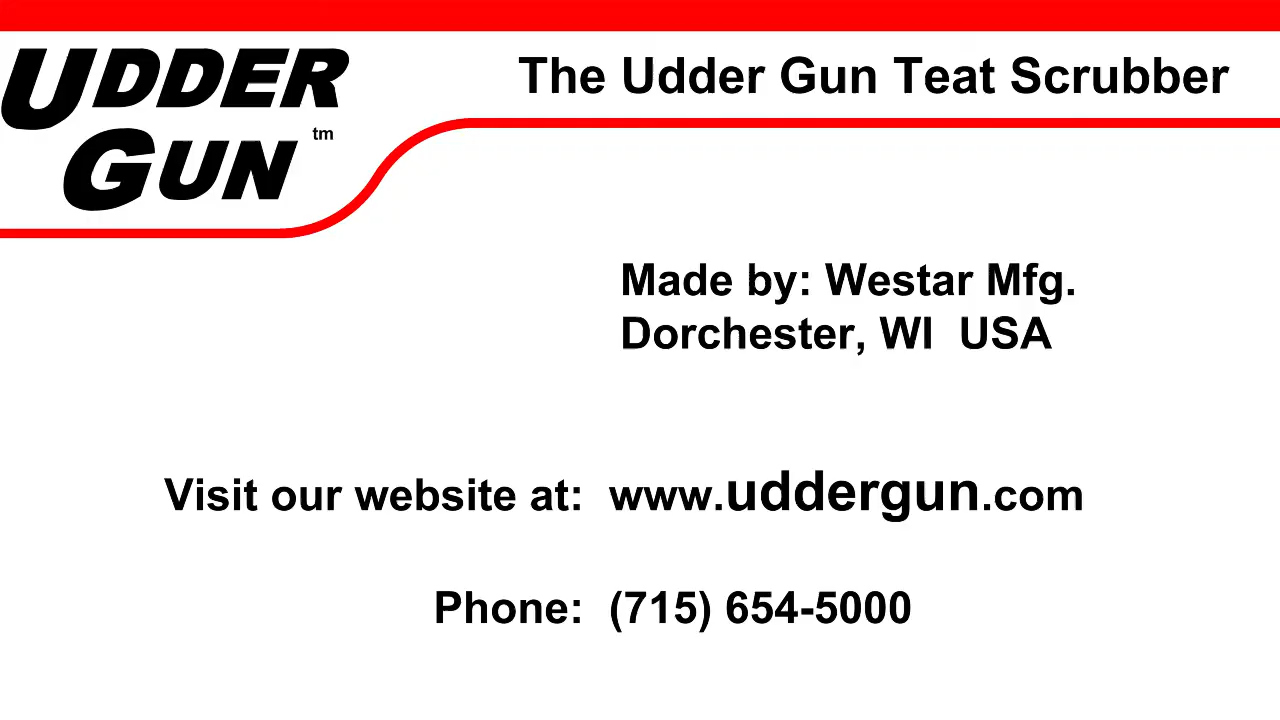 UDDER
GUN tm
The Udder Gun Teat Scrubber
Made by: Westar Mfg.
Dorchester, WI  USA
Visit our website at:  www.uddergun.com
Phone:  (715) 654-5000